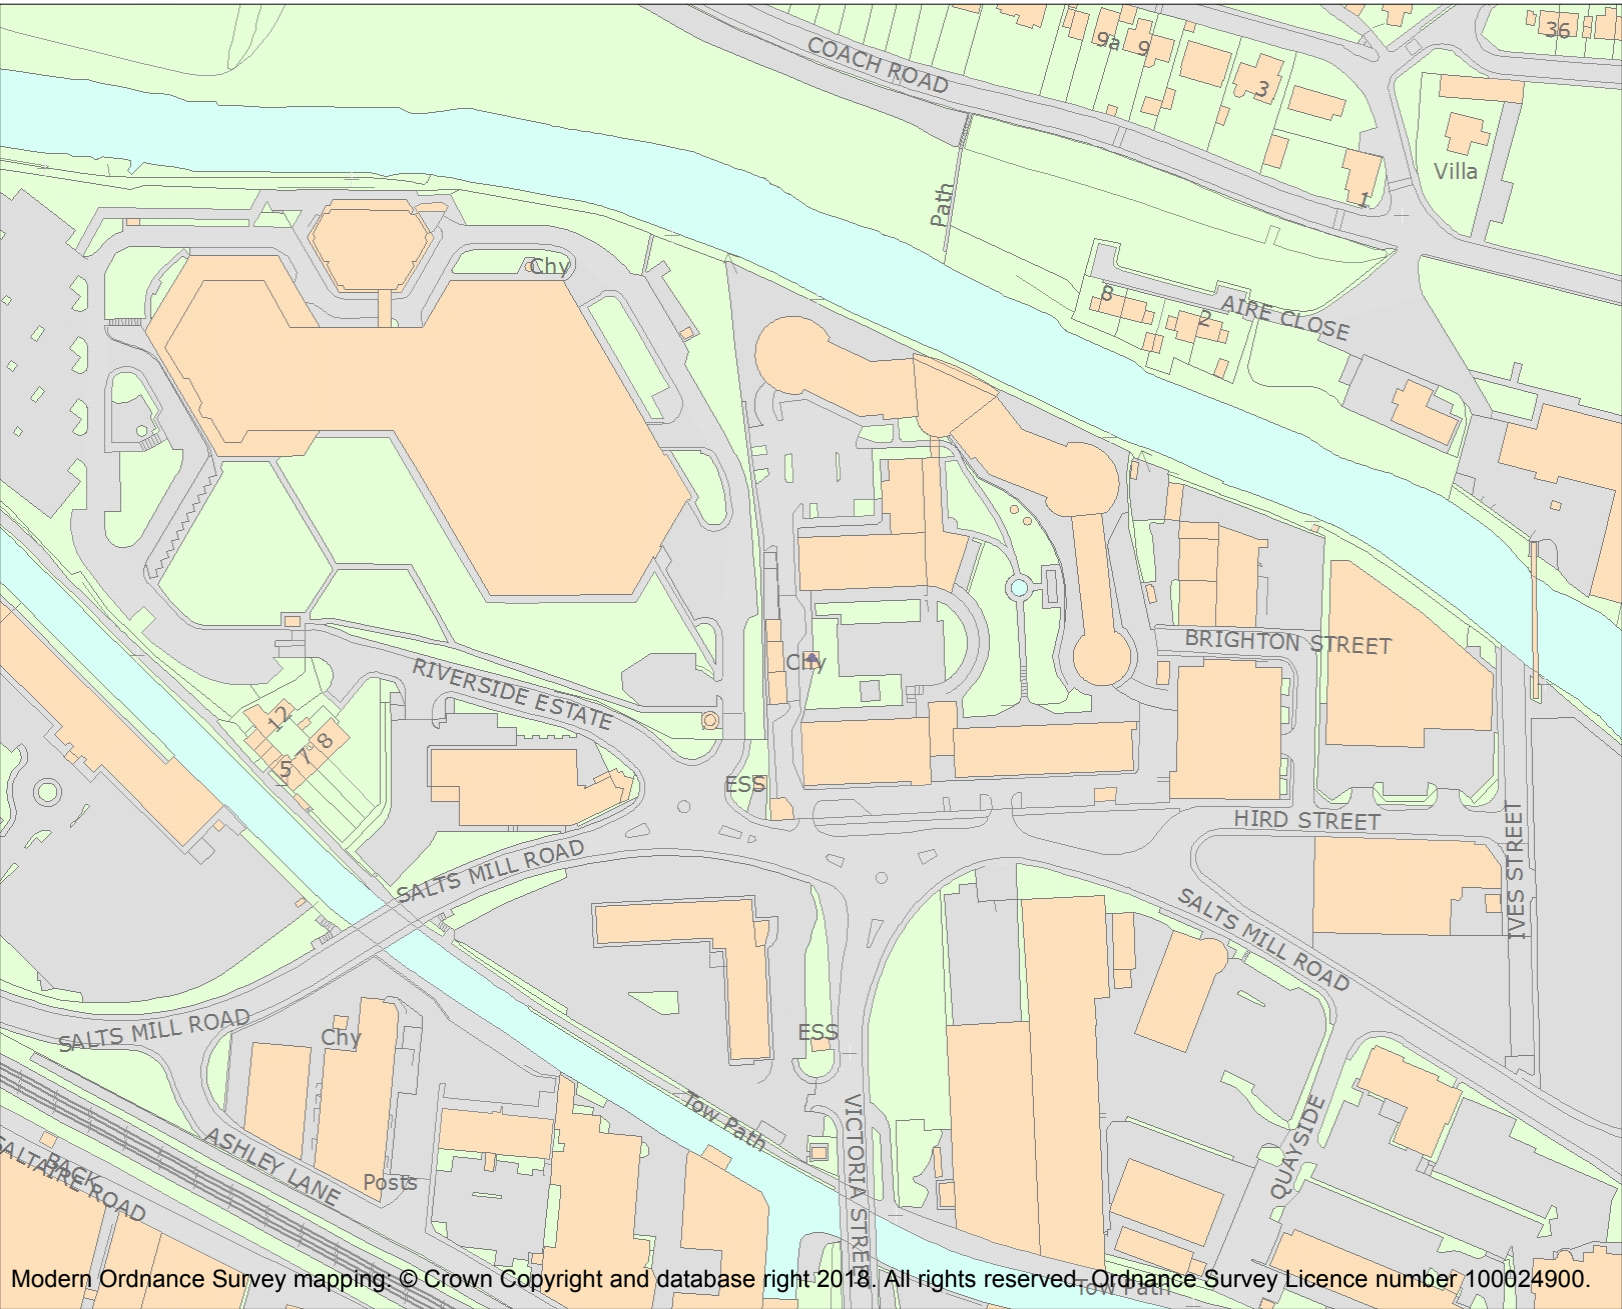 COACH ROAD
9a
9
3
36
Villa
1
Path
Chy
8
2
AIRE CLOSE
BRIGHTON STREET
Chy
RIVERSIDE ESTATE
12
8
7
5
ESS
HIRD STREET
IVES STREET
SALTS MILL ROAD
SALTS MILL ROAD
SALTS MILL ROAD
Chy
ESS
Tow Path
VICTORIA STREE
QUAYSIDE
ASHLEY LANE
Posts
BACK
SALTAIRE ROAD
Tow Path
Modern Ordnance Survey mapping: © Crown Copyright and database right 2018. All rights reserved. Ordnance Survey Licence number 100024900.